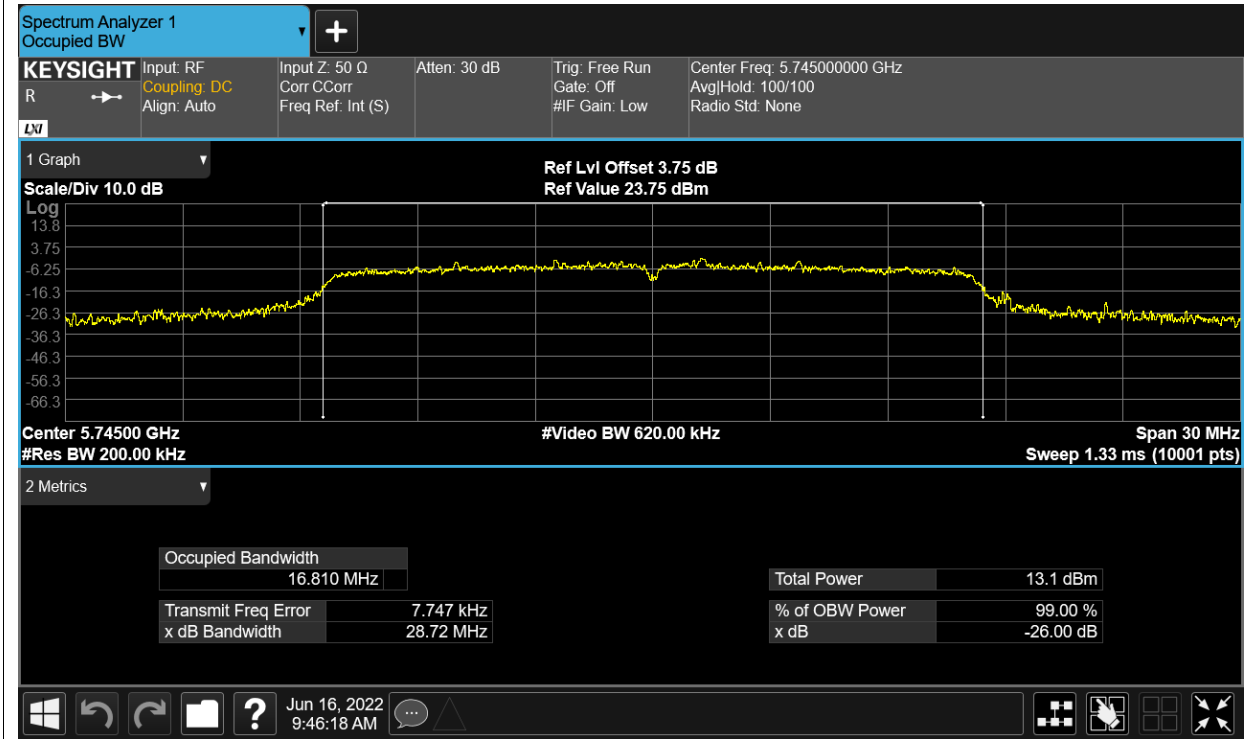 Spectrum Analyzer 1
Occupied BW
KEYSIGHT
R
LXI
Input: RF
Coupling: DC
Align: Auto
Input Z: 50 Ω
Corr CCorr
Freq Ref: Int (S)
Atten: 30 dB
Trig: Free Run
Gate: Off
#IF Gain: Low
Center Freq: 5.745000000 GHz
Avg|Hold: 100/100
Radio Std: None
1 Graph
Scale/Div 10.0 dB
Ref Lvl Offset 3.75 dB
Ref Value 23.75 dBm
Log
13.8
3.75
-6.25
-16.3
-26.3
-36.3
-46.3
-56.3
-66.3
Center 5.74500 GHz
#Video BW 620.00 kHz
Span 30 MHz
#Res BW 200.00 kHz
Sweep 1.33 ms (10001 pts)
2 Metrics
Occupied Bandwidth
16.810 MHz
Total Power 13.1 dBm
Transmit Freq Error 7.747 kHz
% of OBW Power 99.00 %
x dB Bandwidth 28.72 MHz
x dB -26.00 dB
?
Jun 16, 2022
9:46:18 AM